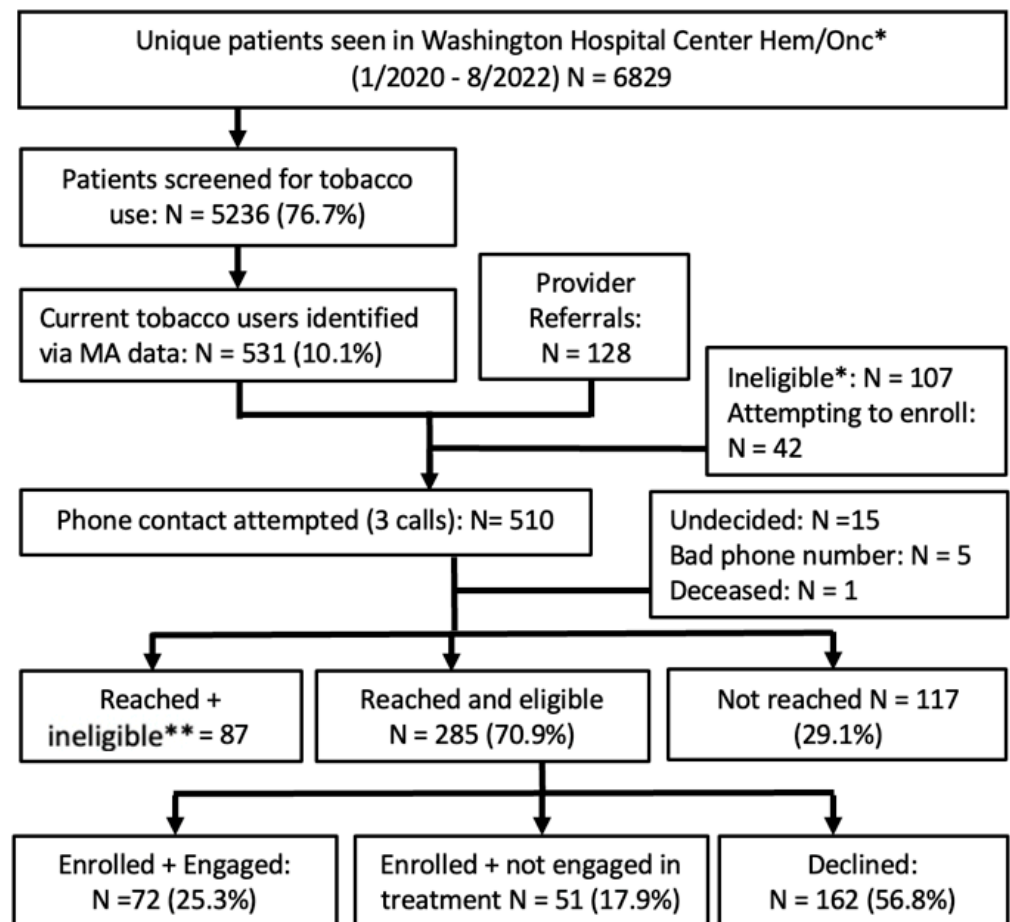 Unique patients seen in Washington Hospital Center Hem/Onc*
(1/2020 - 8/2022) N = 6829
Patients screened for tobacco
use: N = 5236 (76.7%)
Current tobacco users identified
via MA data: N = 531 (10.1%)
Provider
Referrals:
N = 128
Ineligible*: N = 107
Attempting to enroll:
N = 42
Phone contact attempted (3 calls): N= 510
Undecided: N =15
Bad phone number: N = 5
Deceased: N = 1
Reached +
ineligible** = 87
Reached and eligible
N = 285 (70.9%)
Not reached N = 117
(29.1%)
Enrolled + Engaged:
N =72 (25.3%)
Enrolled + not engaged in
treatment N = 51 (17.9%)
Declined:
N = 162 (56.8%)